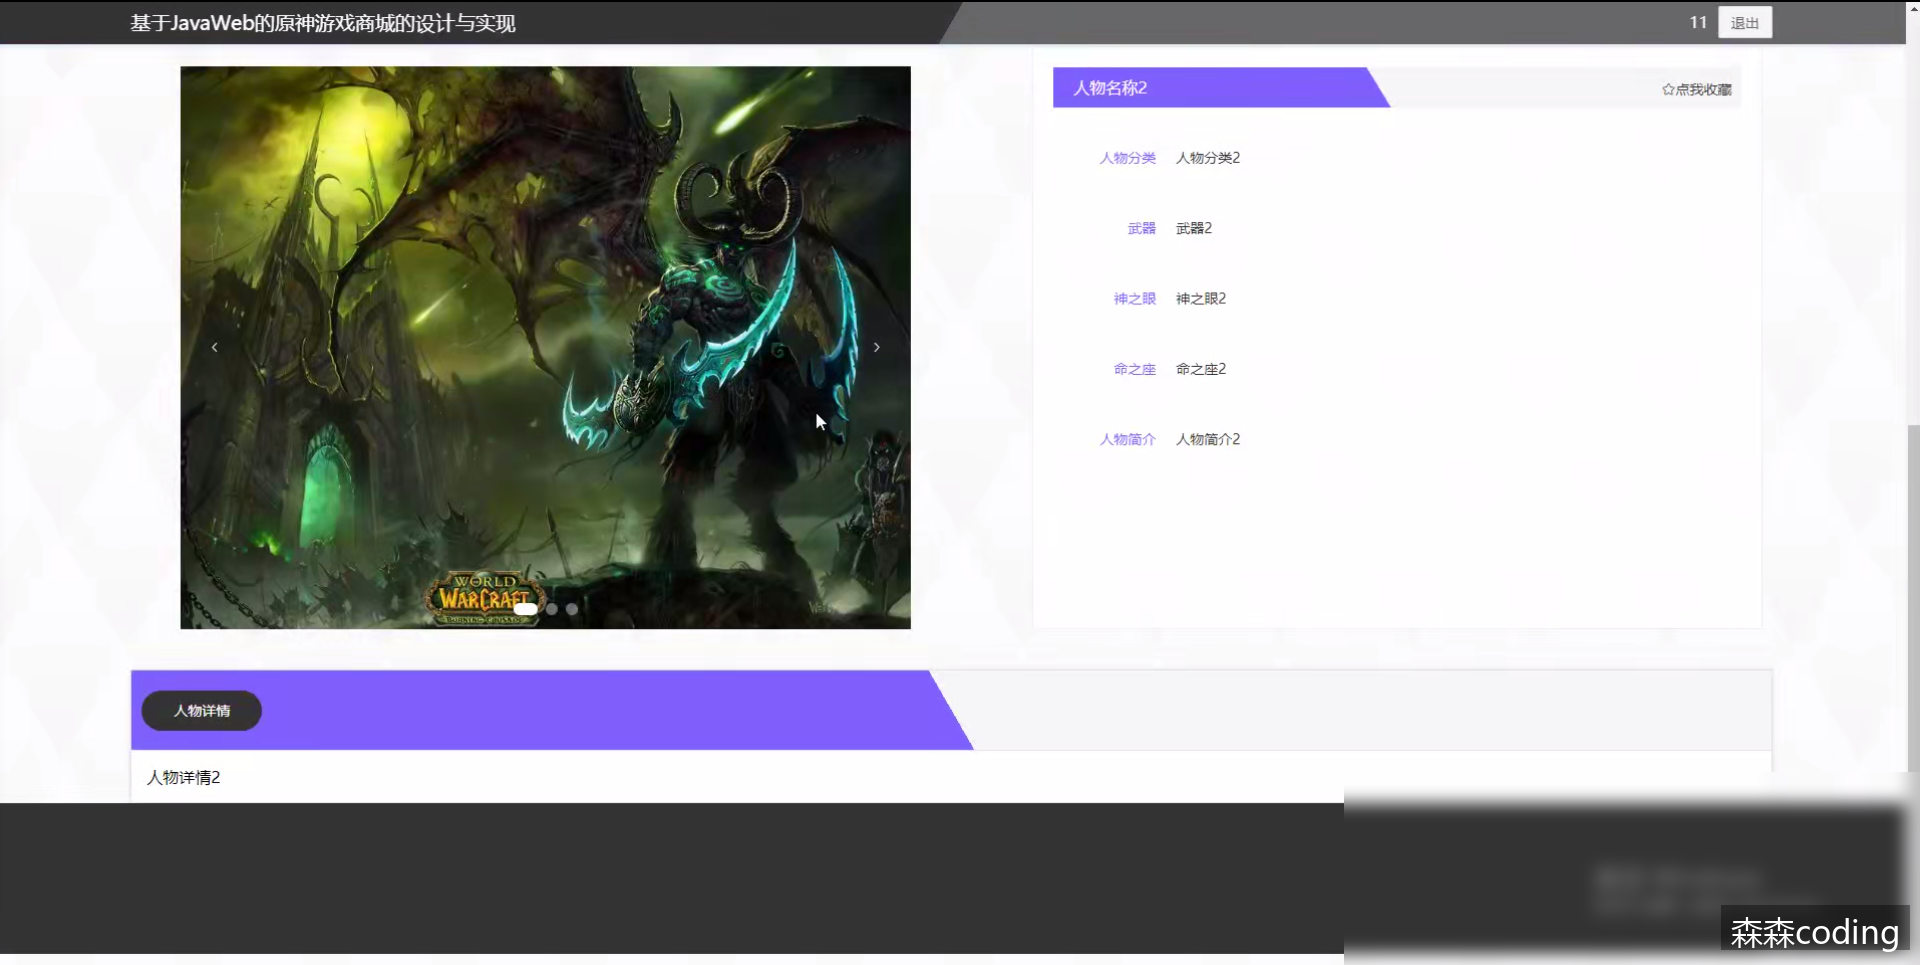 基于JavaWeb的原神游戏商城的设计与实现
11
退出
人物名称2
☆点我收藏
人物分类 人物分类2
武器 武器2
神之眼 神之眼2
命之座 命之座2
人物简介 人物简介2
WORLD
WARCRAFT
BURNING CRUSADE
人物详情
人物详情2
森森coding